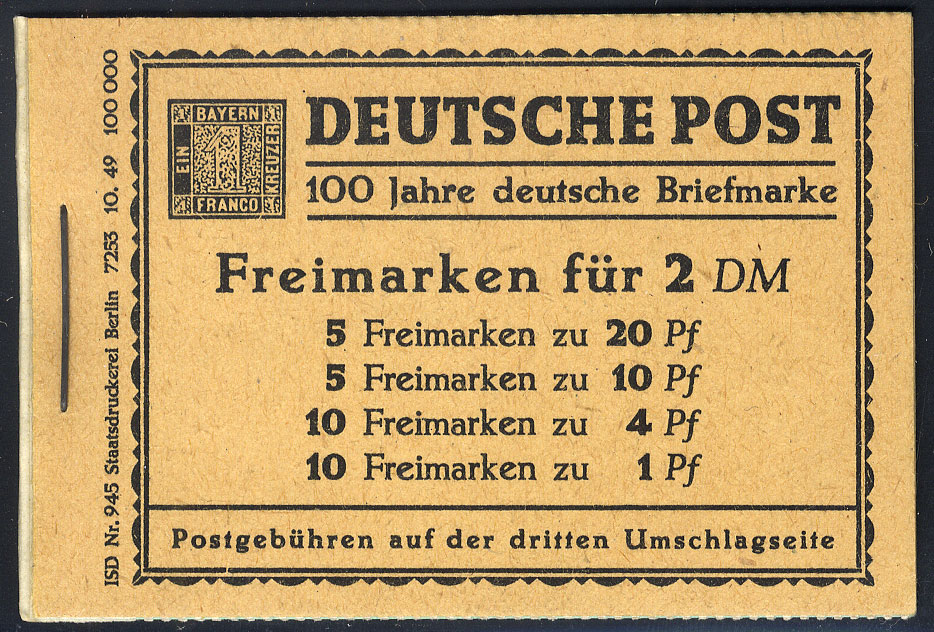 ISD Nr. 945 Staatsdruckerei Berlin 7253 10. 49 100 000
BAYERN
EIN
1
KREUZER
FRANCO
DEUTSCHE POST
100 Jahre deutsche Briefmarke
Freimarken für 2 DM
5 Freimarken zu 20 Pf
5 Freimarken zu 10 Pf
10 Freimarken zu 4 Pf
10 Freimarken zu 1 Pf
Postgebühren auf der dritten Umschlagseite